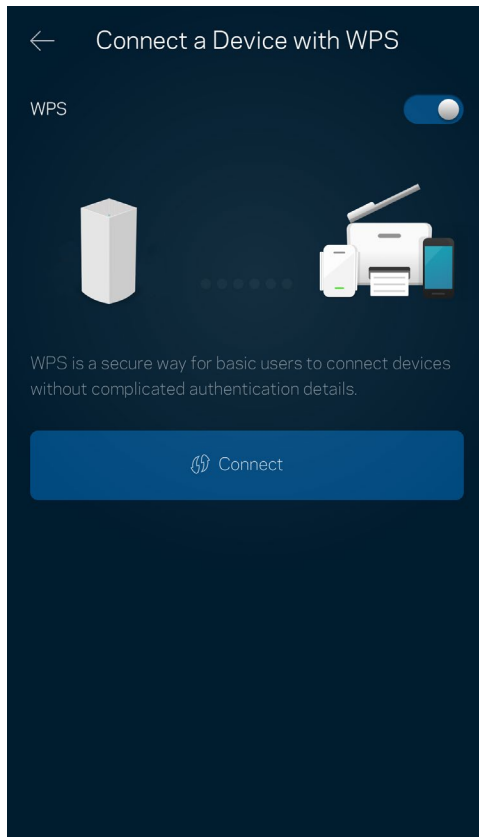 Connect a Device with WPS
WPS
WPS is a secure way for basic users to connect devices
without complicated authentication details.
Connect